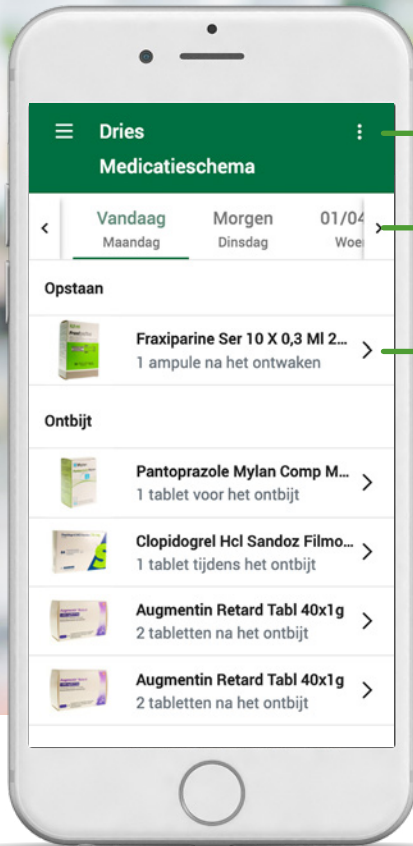 Dries
Medicatieschema
Vandaag Morgen 01/04
Maandag Dinsdag Woe
Opstaan
Fraxiparine Ser 10 X 0,3 Ml 2...
1 ampule na het ontwaken
Ontbijt
Pantoprazole Mylan Comp M...
1 tablet voor het ontbijt
Clopidogrel Hcl Sandoz Filmo...
1 tablet tijdens het ontbijt
Augmentin Retard Tabl 40x1g
2 tabletten na het ontbijt
Augmentin Retard Tabl 40x1g
2 tabletten na het ontbijt